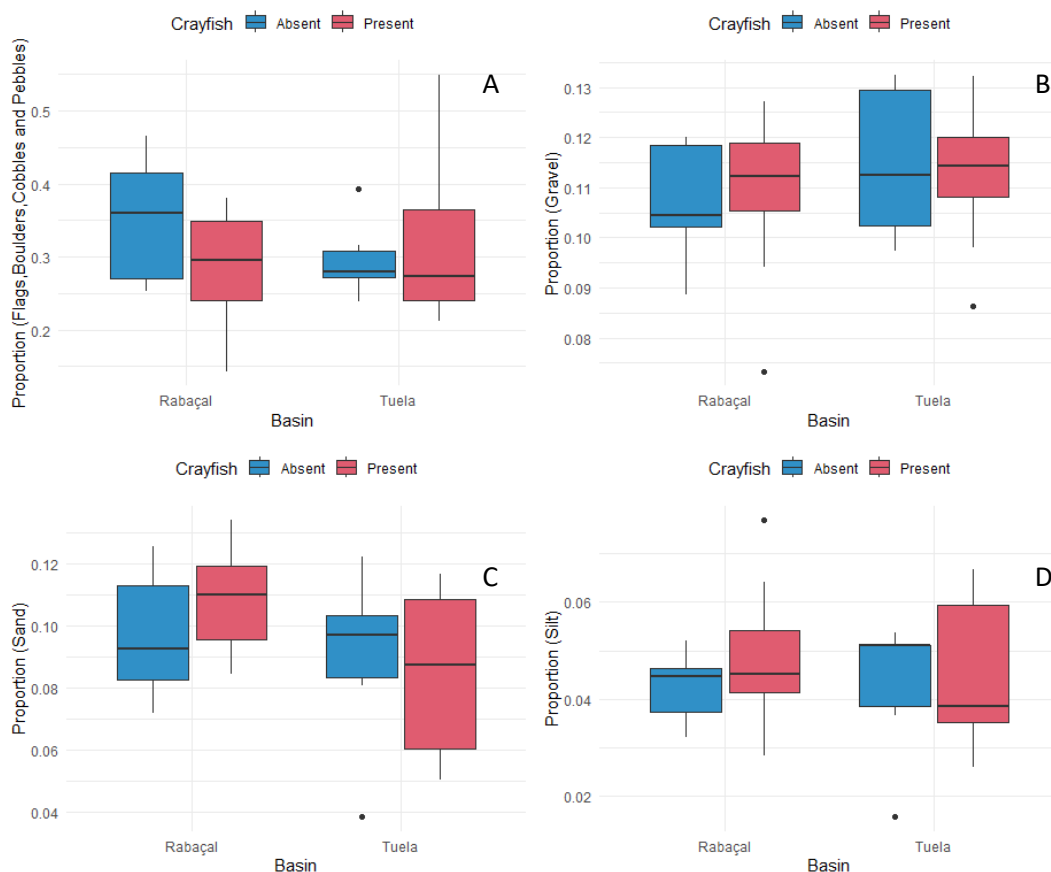 Crayfish Absent Present
A
Proportion (Flags,Boulders,Cobbles and Pebbles)
0.5
0.4
0.3
0.2
Rabaçal Tuela
Basin
Crayfish Absent Present
B
Proportion (Gravel)
0.13
0.12
0.11
0.10
0.09
0.08
Rabaçal Tuela
Basin
Crayfish Absent Present
C
Proportion (Sand)
0.12
0.10
0.08
0.06
0.04
Rabaçal Tuela
Basin
Crayfish Absent Present
D
Proportion (Silt)
0.06
0.04
0.02
Rabaçal Tuela
Basin